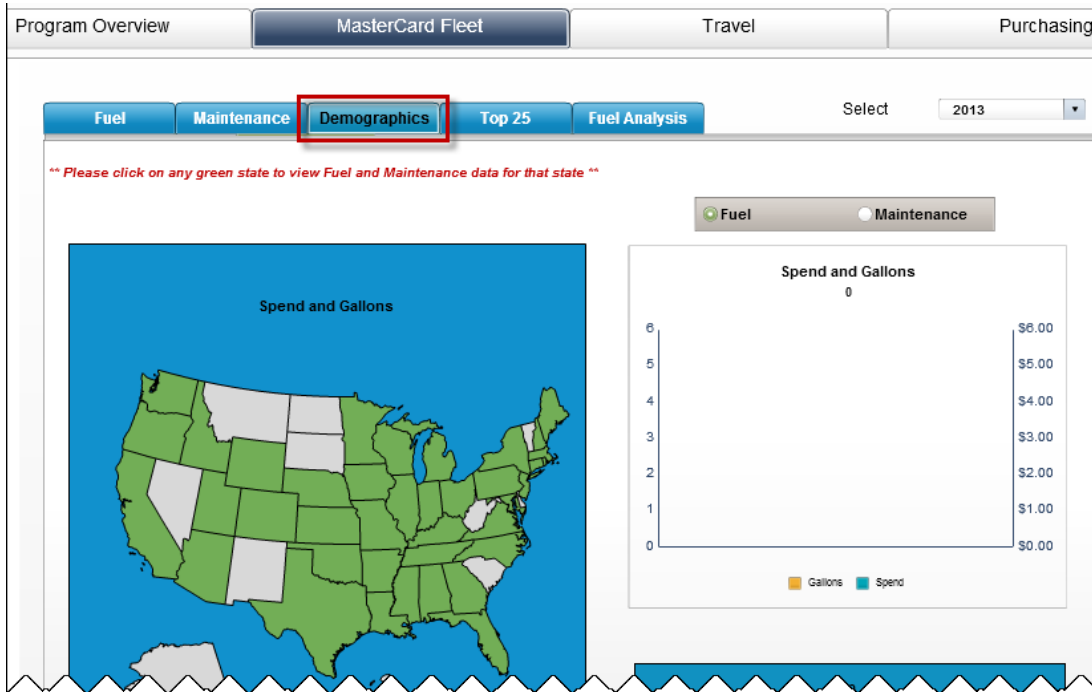 Program Overview MasterCard Fleet Travel Purchasing
Fuel Maintenance Demographics Top 25 Fuel Analysis Select 2013
** Please click on any green state to view Fuel and Maintenance data for that state **
Fuel Maintenance
Spend and Gallons
Spend and Gallons
0
6 $6.00
5 $5.00
4 $4.00
3 $3.00
2 $2.00
1 $1.00
0 $0.00
Gallons Spend